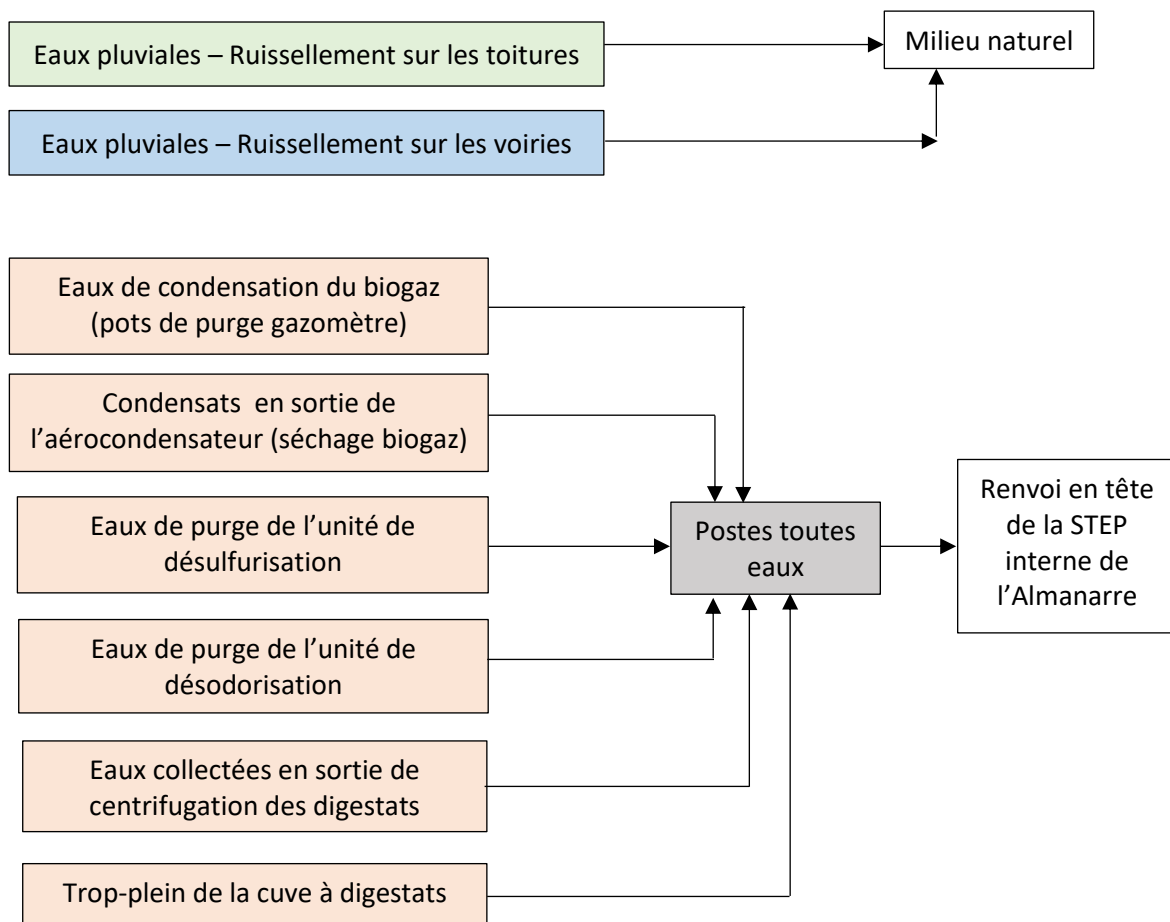 Eaux pluviales – Ruissellement sur les toitures
Milieu naturel
Eaux pluviales – Ruissellement sur les voiries
Eaux de condensation du biogaz
(pots de purge gazomètre)
Condensats  en sortie de
l’aérocondensateur (séchage biogaz)
Eaux de purge de l’unité de
désulfurisation
Eaux de purge de l’unité de
désodorisation
Eaux collectées en sortie de
centrifugation des digestats
Trop-plein de la cuve à digestats
Postes toutes
eaux
Renvoi en tête
de la STEP
interne de
l’Almanarre